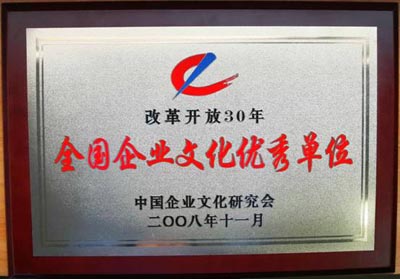 改革开放30年
全国企业文化优秀单位
中国企业文化研究会
二〇〇八年十一月